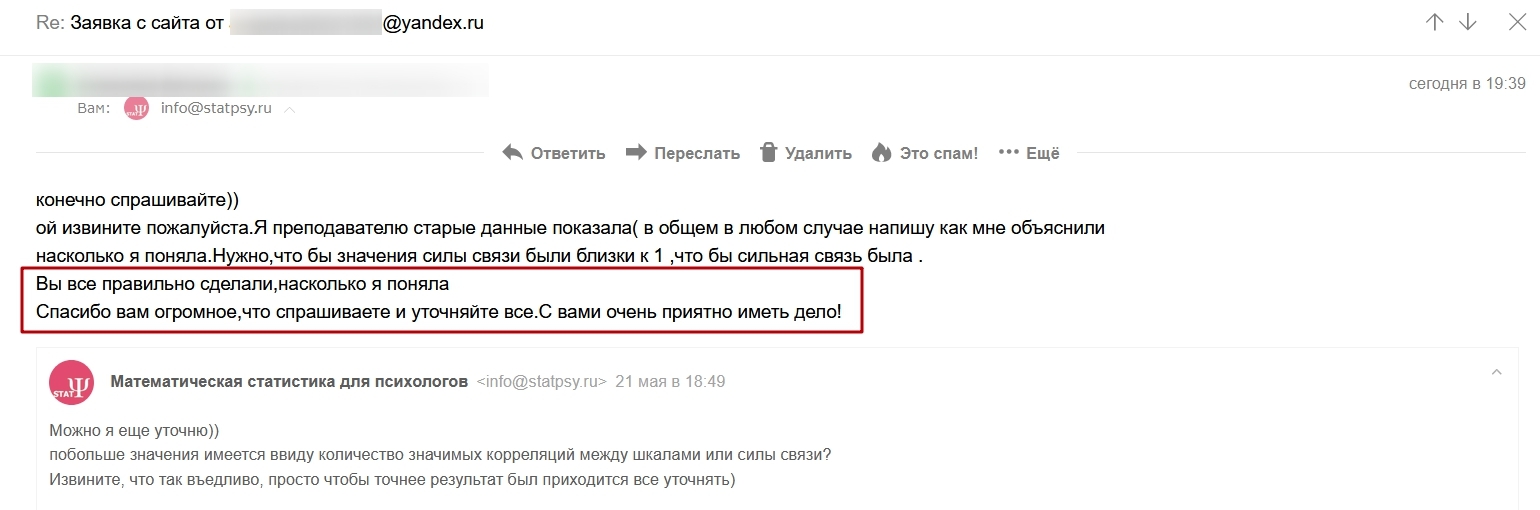 Re: Заявка с сайта от @yandex.ru
сегодня в 19:39
Вам: info@statpsy.ru
Ответить Переслать Удалить Это спам! Ещё
конечно спрашивайте))
ой извините пожалуйста.Я преподавателю старые данные показала( в общем в любом случае напишу как мне объяснили
насколько я поняла.Нужно,что бы значения силы связи были близки к 1 ,что бы сильная связь была .
Вы все правильно сделали,насколько я поняла
Спасибо вам огромное,что спрашиваете и уточняйте все.С вами очень приятно иметь дело!
STAT Ψ
Математическая статистика для психологов <info@statpsy.ru> 21 мая в 18:49
Можно я еще уточню))
побольше значения имеется ввиду количество значимых корреляций между шкалами или силы связи?
Извините, что так въедливо, просто чтобы точнее результат был приходится все уточнять)